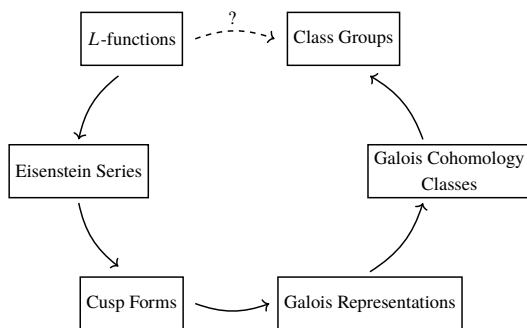 ?
L-functions
Class Groups
Eisenstein Series
Galois Cohomology
Classes
Cusp Forms
Galois Representations